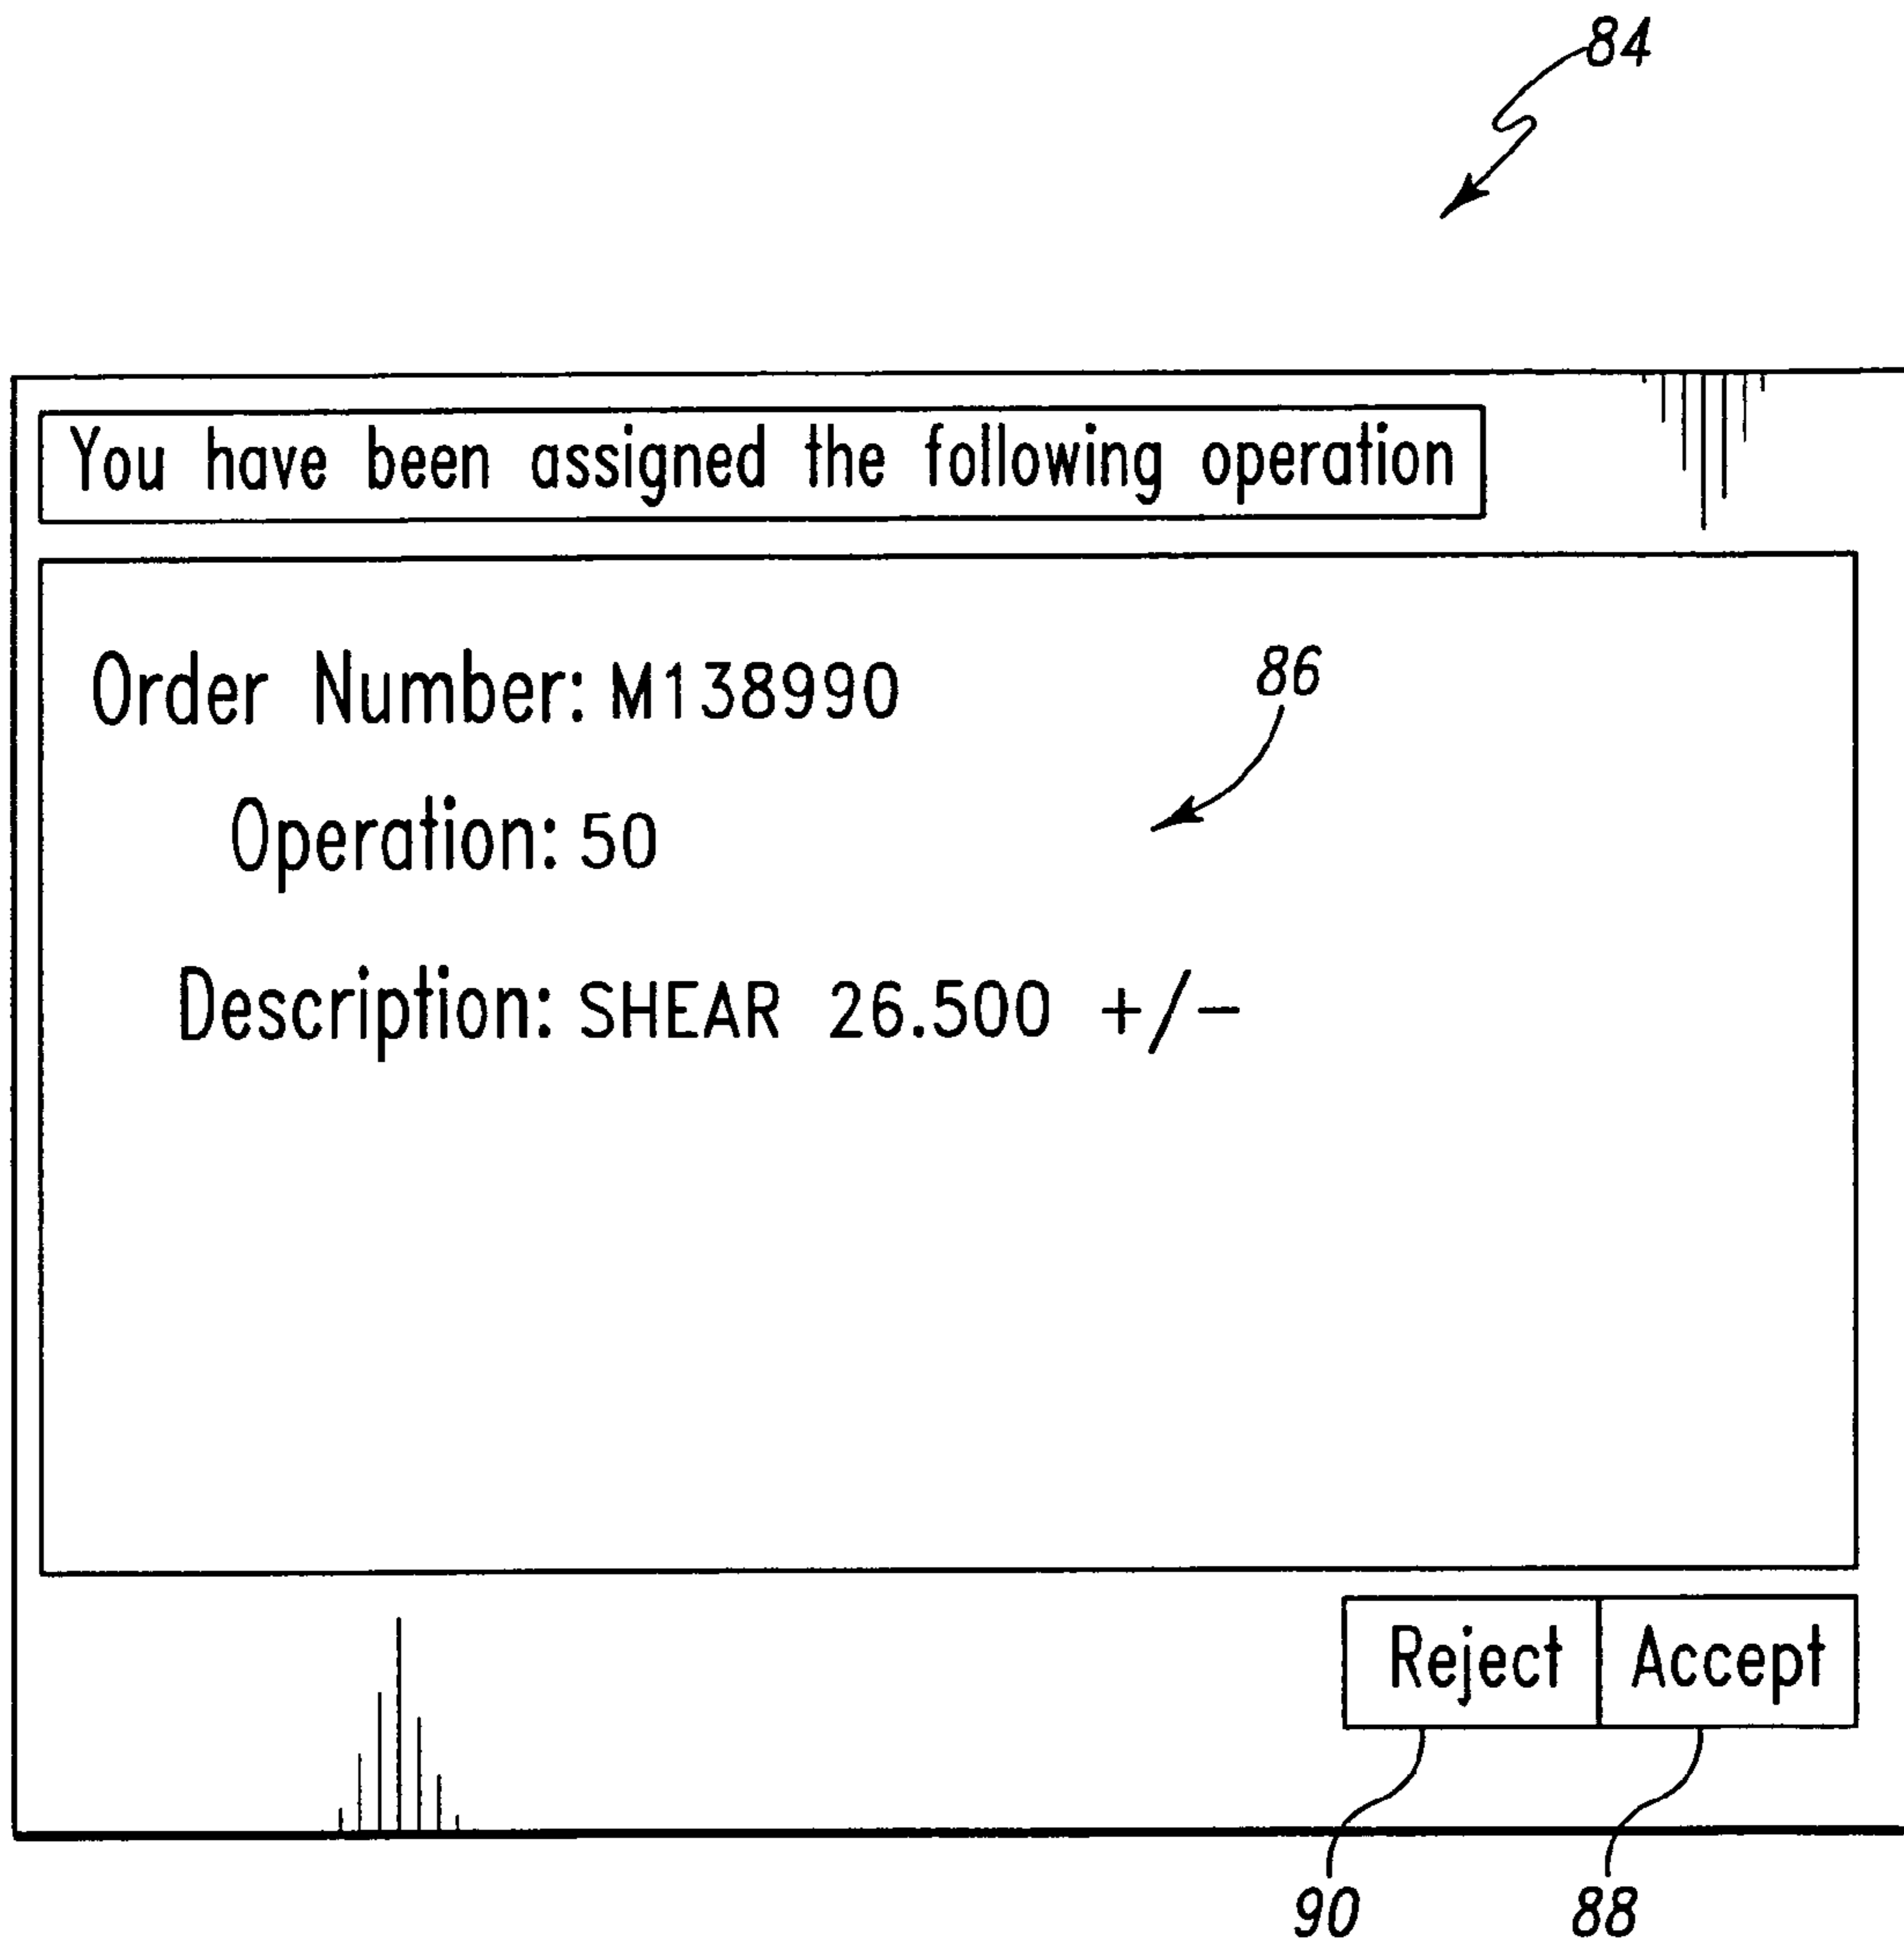 84
You have been assigned the following operation
Order Number: M138990
86
Operation: 50
Description: SHEAR 26.500 +/-
Reject Accept
90 88